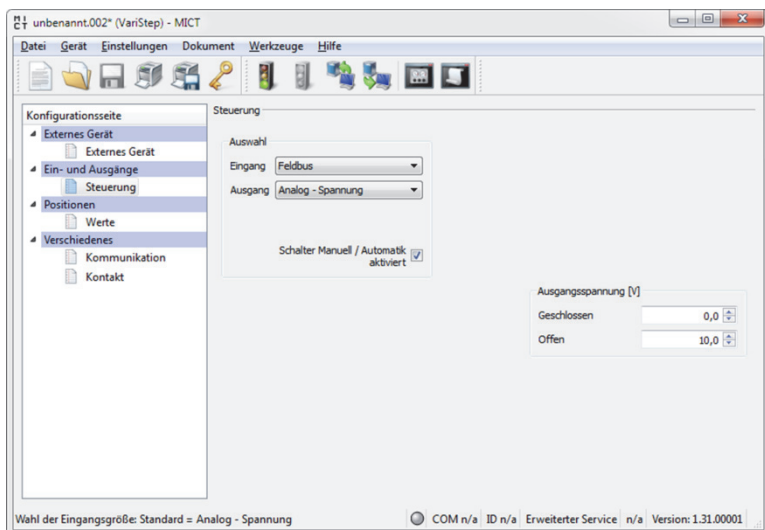 unbenannt.002* (VariStep) - MICT
Datei Gerät Einstellungen Dokument Werkzeuge Hilfe
Konfigurationsseite
Externes Gerät
Externes Gerät
Ein- und Ausgänge
Steuerung
Positionen
Werte
Verschiedenes
Kommunikation
Kontakt
Steuerung
Auswahl
Eingang Feldbus
Ausgang Analog - Spannung
Schalter Manuell / Automatik
aktiviert
Ausgangsspannung [V]
Geschlossen 0,0
Offen 10,0
Wahl der Eingangsgröße: Standard = Analog - Spannung COM n/a ID n/a Erweiterter Service n/a Version: 1.31.00001